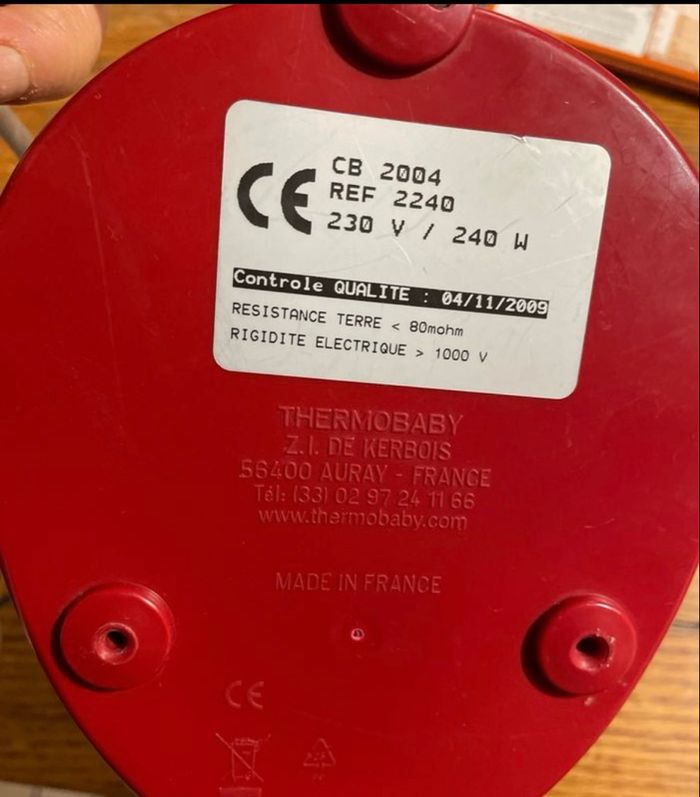 CE
CB 2004
REF 2240
230 V / 240 W
Controle QUALITE : 04/11/2009
RESISTANCE TERRE < 80mohm
RIGIDITE ELECTRIQUE > 1000 V
THERMOBABY
Z.I. DE KERBOIS
56400 AURAY - FRANCE
Tél: (33) 02 97 24 11 66
www.thermobaby.com
MADE IN FRANCE
CE